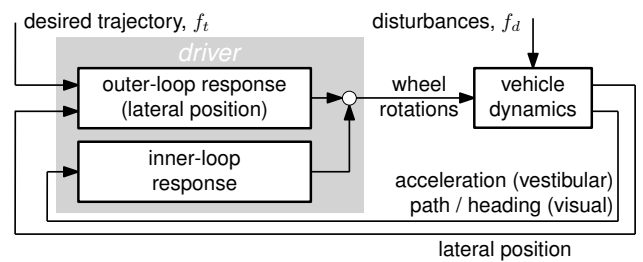 desired trajectory, f_t
disturbances, f_d
driver
outer-loop response
(lateral position)
wheel
rotations
vehicle
dynamics
inner-loop
response
acceleration (vestibular)
path / heading (visual)
lateral position